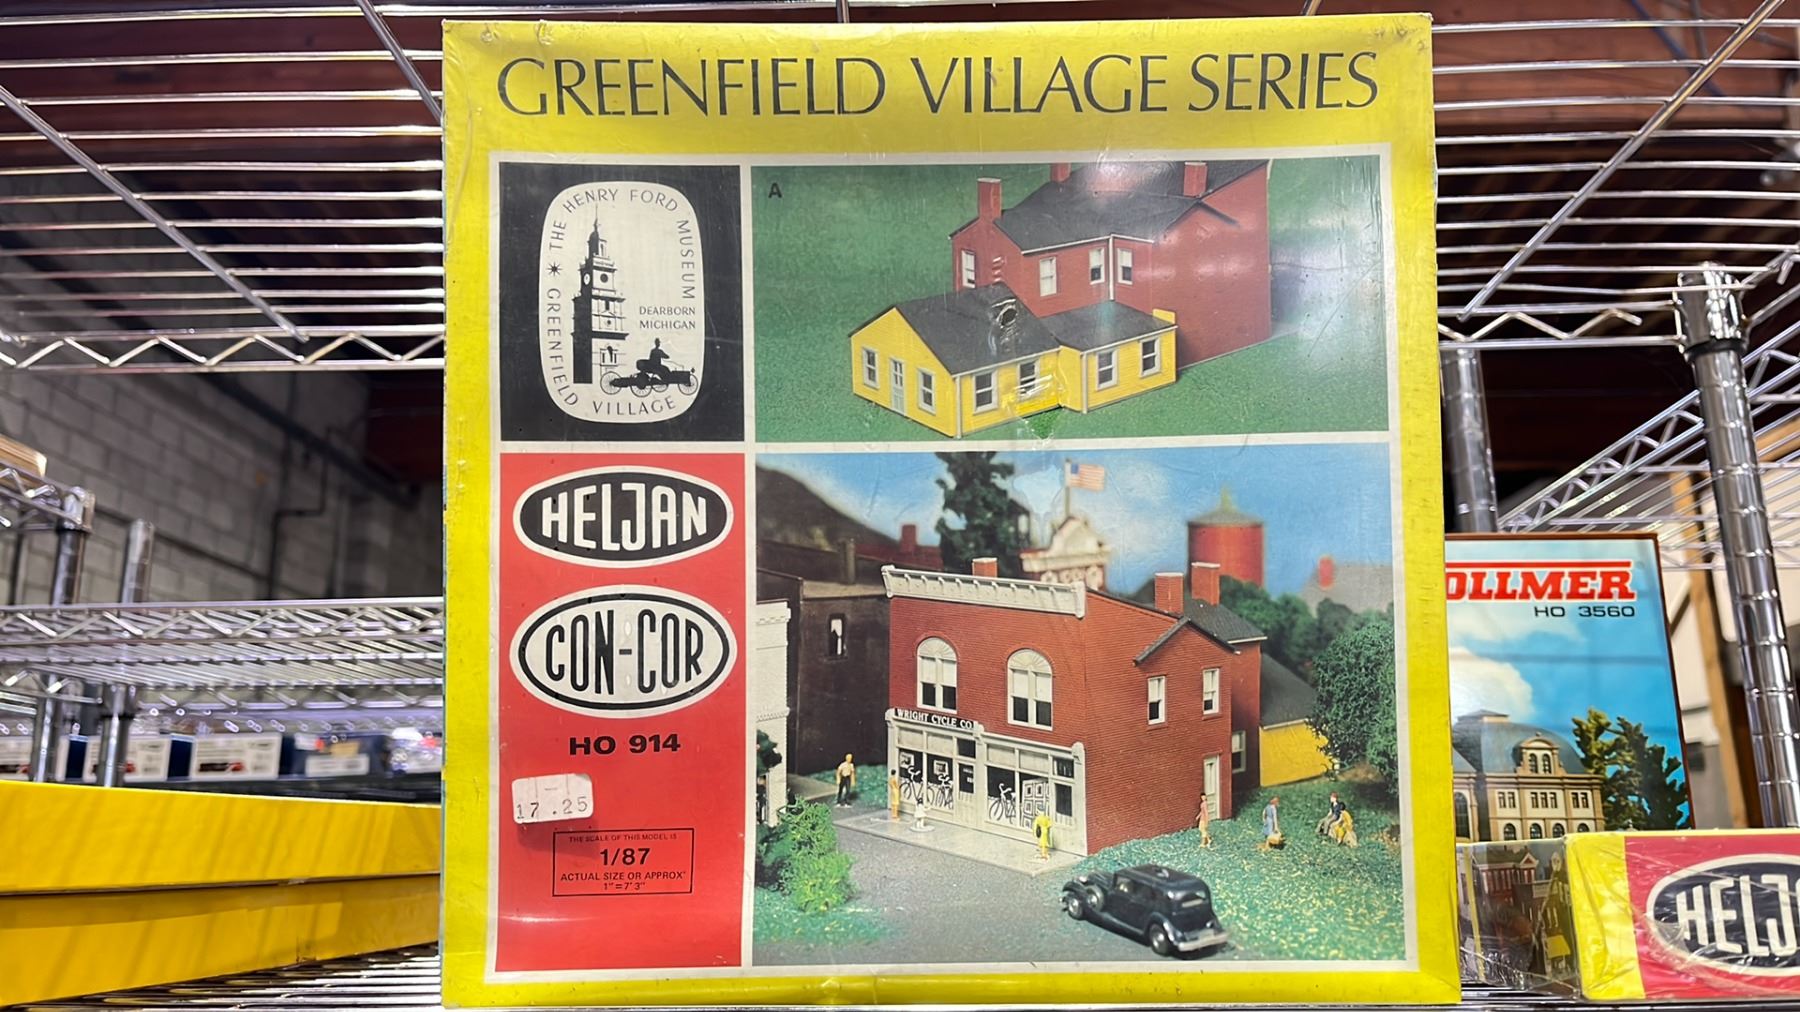 GREENFIELD VILLAGE SERIES
THE HENRY FORD MUSEUM
GREENFIELD VILLAGE
DEARBORN
MICHIGAN
A
HELJAN
CON-COR
HO 914
17.25
THE SCALE OF THIS MODEL IS
1/87
ACTUAL SIZE OR APPROX'
1"=7'3"
WRIGHT CYCLE CO.
OLLMER
HO 3560
HELJ